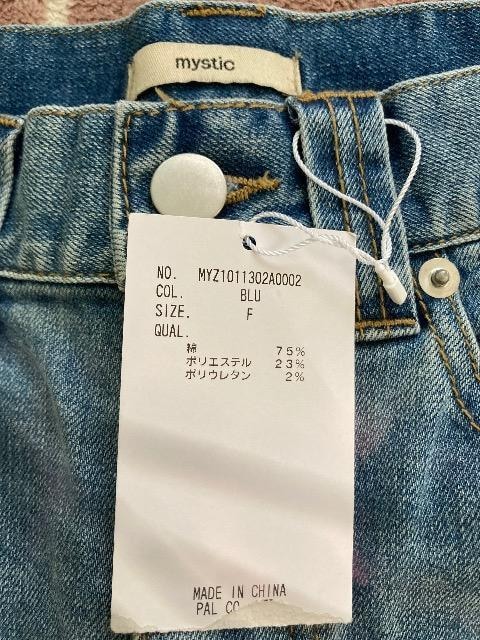 mystic
NO. MYZ1011302A0002
COL. BLU
SIZE. F
QUAL.
綿 75%
ポリエステル 23%
ポリウレタン 2%
MADE IN CHINA
PAL CO